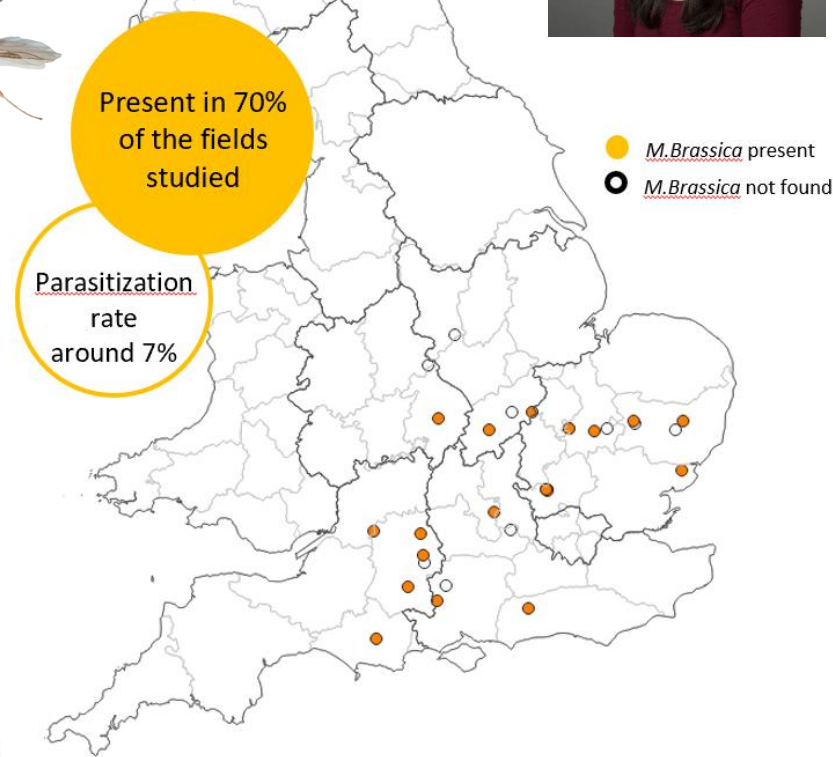 Present in 70%
of the fields
studied
Parasitization
rate
around 7%
M.Brassica present
M.Brassica not found